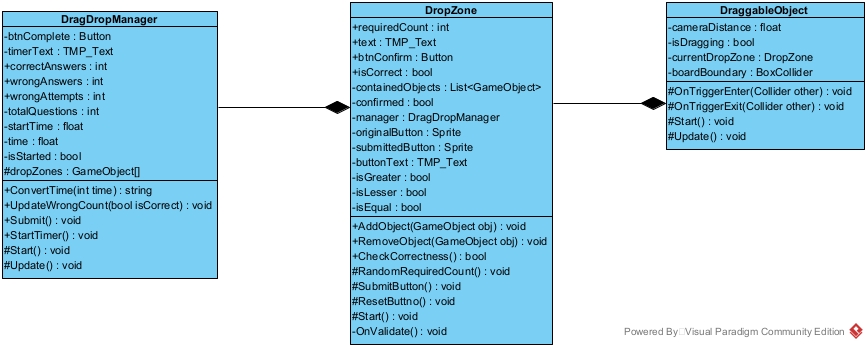 DragDropManager
-btnComplete : Button
-timerText : TMP_Text
+correctAnswers : int
+wrongAnswers : int
+wrongAttempts : int
-totalQuestions : int
-startTime : float
-time : float
-isStarted : bool
#dropZones : GameObject[]
+ConvertTime(int time) : string
+UpdateWrongCount(bool isCorrect) : void
+Submit() : void
+StartTimer() : void
#Start() : void
#Update() : void
DropZone
+requiredCount : int
+text : TMP_Text
+btnConfirm : Button
+isCorrect : bool
-containedObjects : List<GameObject>
-confirmed : bool
-manager : DragDropManager
-originalButton : Sprite
-submittedButton : Sprite
-buttonText : TMP_Text
-isGreater : bool
-isLesser : bool
-isEqual : bool
+AddObject(GameObject obj) : void
+RemoveObject(GameObject obj) : void
+CheckCorrectness() : bool
#RandomRequiredCount() : void
#SubmitButton() : void
#ResetButtno() : void
#Start() : void
-OnValidate() : void
DraggableObject
-cameraDistance : float
-isDragging : bool
-currentDropZone : DropZone
-boardBoundary : BoxCollider
#OnTriggerEnter(Collider other) : void
#OnTriggerExit(Collider other) : void
#Start() : void
#Update() : void
Powered By Visual Paradigm Community Edition